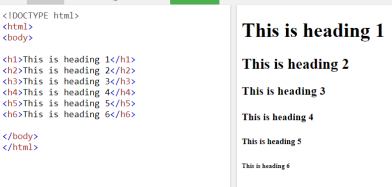 <!DOCTYPE html>
<html>
<body>
<h1>This is heading 1</h1>
<h2>This is heading 2</h2>
<h3>This is heading 3</h3>
<h4>This is heading 4</h4>
<h5>This is heading 5</h5>
<h6>This is heading 6</h6>
</body>
</html>
This is heading 1
This is heading 2
This is heading 3
This is heading 4
This is heading 5
This is heading 6